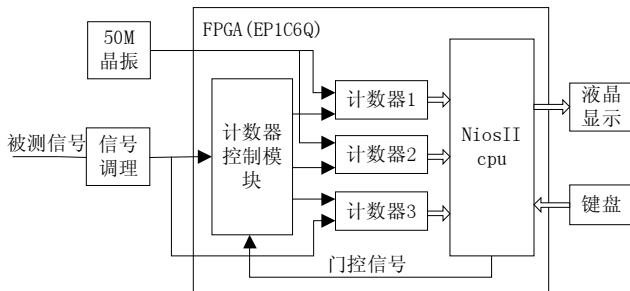 50M
晶振
FPGA(EP1C6Q)
计数器1
计数器2
计数器3
计数器
控制模
块
NiosII
cpu
液晶
显示
键盘
被测信号
信号
调理
门控信号